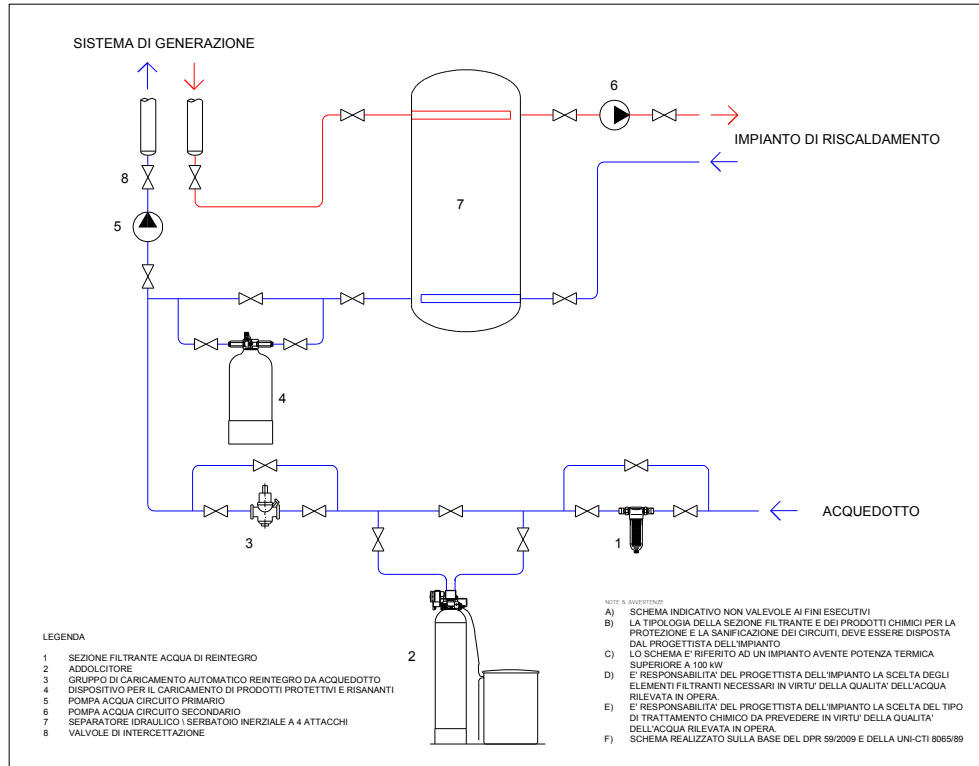 SISTEMA DI GENERAZIONE
6
IMPIANTO DI RISCALDAMENTO
8
7
5
4
ACQUEDOTTO
3
1
2
LEGENDA
1 SEZIONE FILTRANTE ACQUA DI REINTEGRO
2 ADDOLCITORE
3 GRUPPO DI CARICAMENTO AUTOMATICO REINTEGRO DA ACQUEDOTTO
4 DISPOSITIVO PER IL CARICAMENTO DI PRODOTTI PROTETTIVI E RISANANTI
5 POMPA ACQUA CIRCUITO PRIMARIO
6 POMPA ACQUA CIRCUITO SECONDARIO
7 SEPARATORE IDRAULICO \ SERBATOIO INERZIALE A 4 ATTACCHI
8 VALVOLE DI INTERCETTAZIONE
NOTE & AVVERTENZE
A) SCHEMA INDICATIVO NON VALEVOLE AI FINI ESECUTIVI
B) LA TIPOLOGIA DELLA SEZIONE FILTRANTE E DEI PRODOTTI CHIMICI PER LA
PROTEZIONE E LA SANIFICAZIONE DEI CIRCUITI, DEVE ESSERE DISPOSTA
DAL PROGETTISTA DELL'IMPIANTO
C) LO SCHEMA E' RIFERITO AD UN IMPIANTO AVENTE POTENZA TERMICA
SUPERIORE A 100 kW
D) E' RESPONSABILITA' DEL PROGETTISTA DELL'IMPIANTO LA SCELTA DEGLI
ELEMENTI FILTRANTI NECESSARI IN VIRTU' DELLA QUALITA' DELL'ACQUA
RILEVATA IN OPERA.
E) E' RESPONSABILITA' DEL PROGETTISTA DELL'IMPIANTO LA SCELTA DEL TIPO
DI TRATTAMENTO CHIMICO DA PREVEDERE IN VIRTU' DELLA QUALITA'
DELL'ACQUA RILEVATA IN OPERA.
F) SCHEMA REALIZZATO SULLA BASE DEL DPR 59/2009 E DELLA UNI-CTI 8065/89